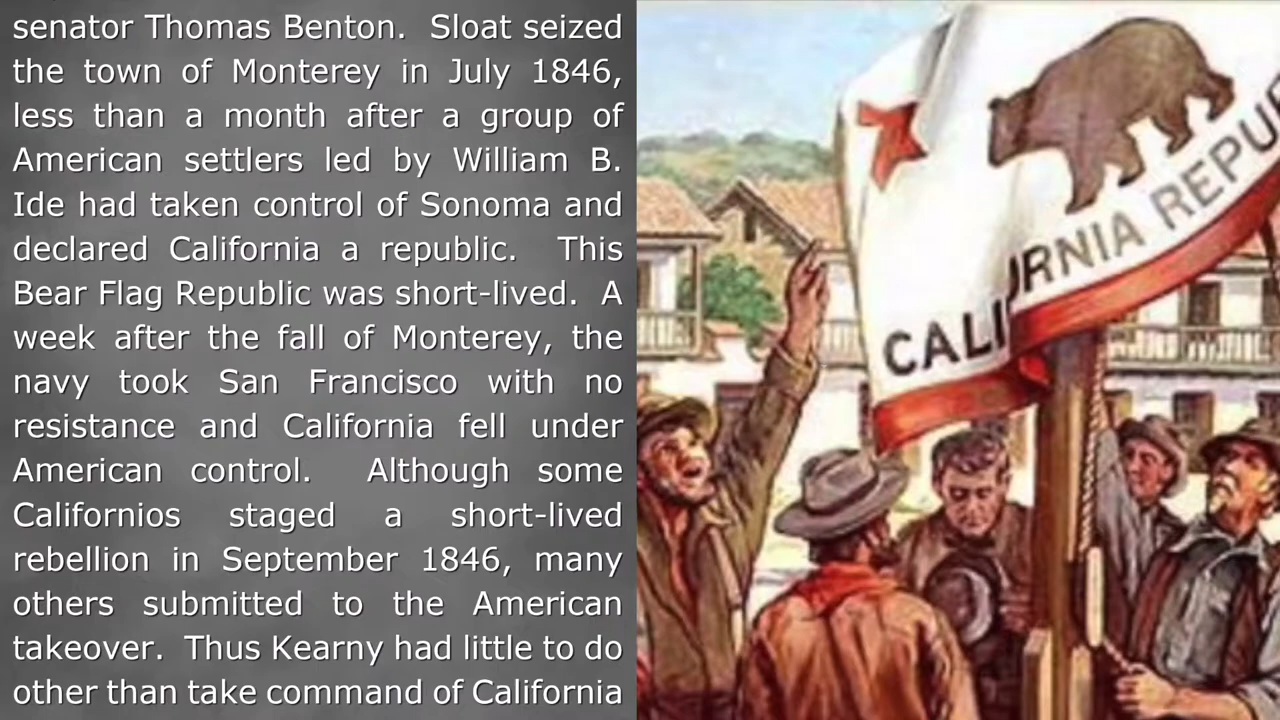 senator Thomas Benton.  Sloat seized
the town of Monterey in July 1846,
less than a month after a group of
American settlers led by William B.
Ide had taken control of Sonoma and
declared California a republic.  This
Bear Flag Republic was short-lived.  A
week after the fall of Monterey, the
navy took San Francisco with no
resistance and California fell under
American control.  Although some
Californios staged a short-lived
rebellion in September 1846, many
others submitted to the American
takeover.  Thus Kearny had little to do
other than take command of California
CALI RNIA REPU